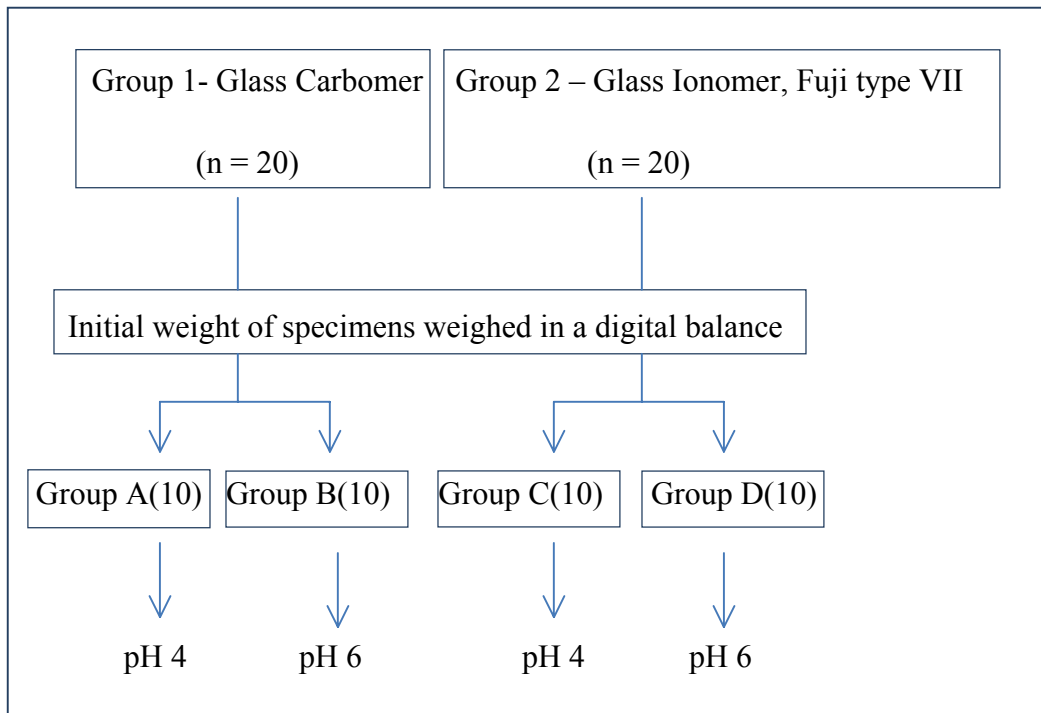 Group 1- Glass Carbomer
(n = 20)
Group 2 – Glass Ionomer, Fuji type VII
(n = 20)
Initial weight of specimens weighed in a digital balance
Group A(10)
Group B(10)
Group C(10)
Group D(10)
pH 4
pH 6
pH 4
pH 6